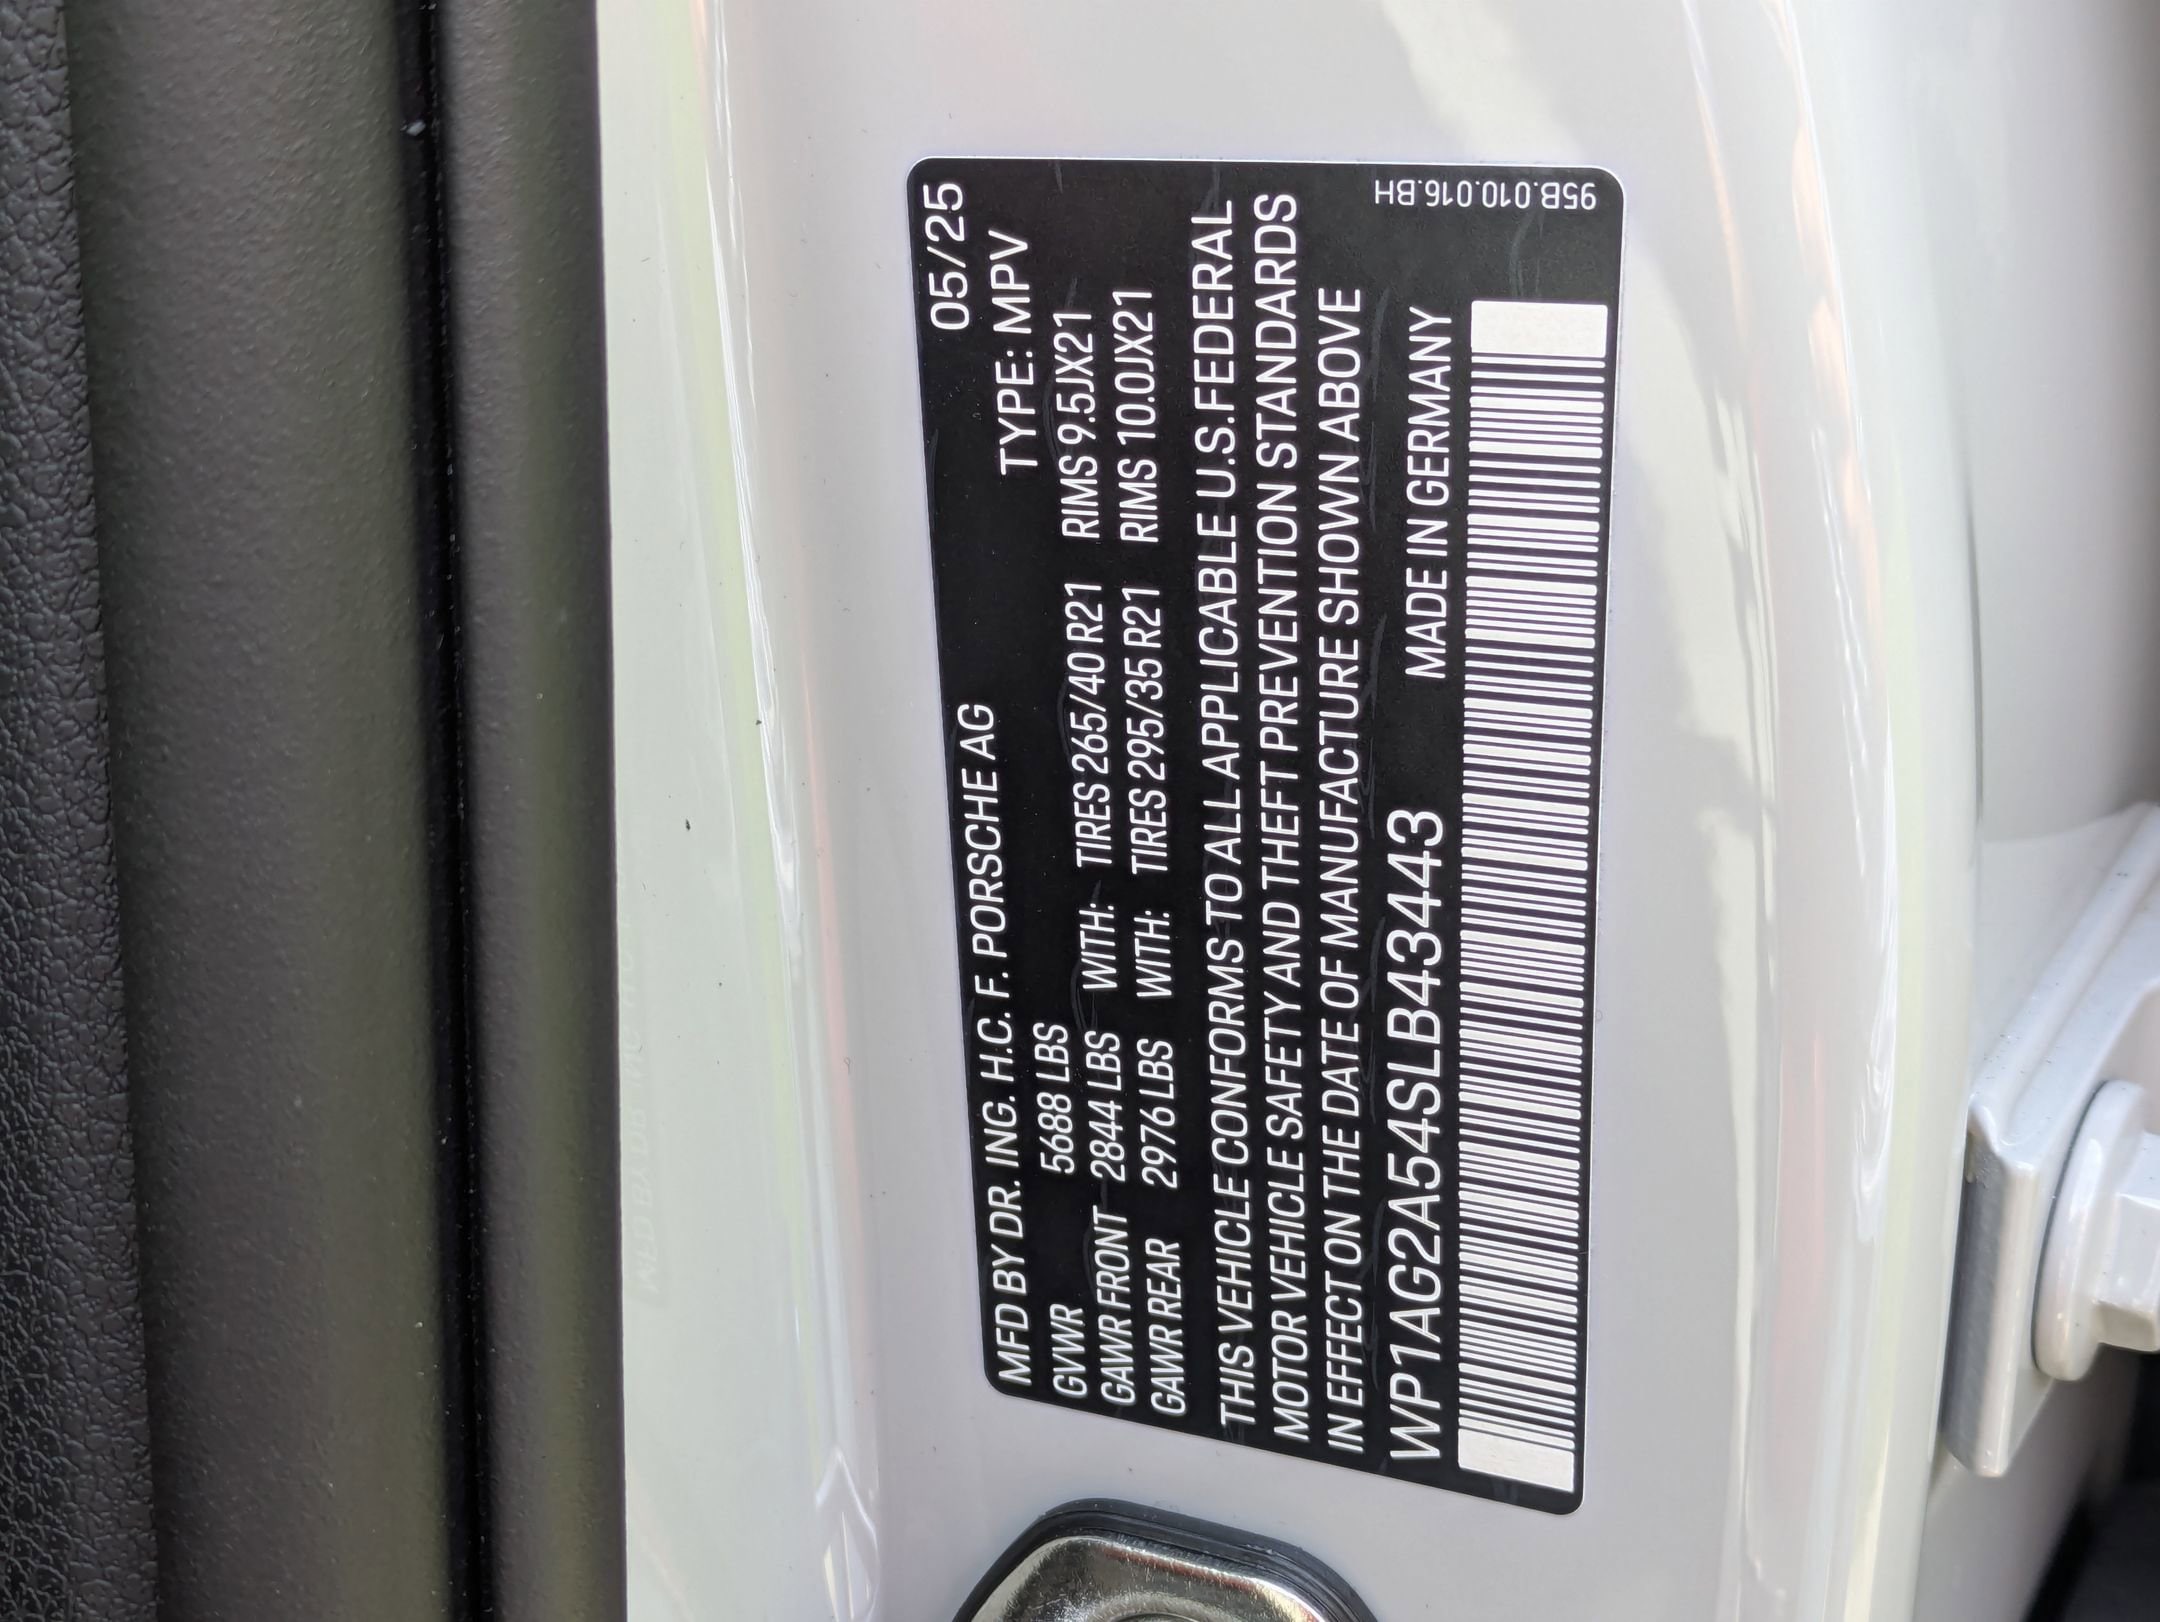 MFD BY DR. ING. H.C. F. PORSCHE AG 05/25
GVWR 5688 LBS TYPE: MPV
GAWR FRONT 2844 LBS WITH: TIRES 265/40 R21 RIMS 9.5JX21
GAWR REAR 2976 LBS WITH: TIRES 295/35 R21 RIMS 10.0JX21
THIS VEHICLE CONFORMS TO ALL APPLICABLE U.S.FEDERAL
MOTOR VEHICLE SAFETY AND THEFT PREVENTION STANDARDS
IN EFFECT ON THE DATE OF MANUFACTURE SHOWN ABOVE
WP1AG2A54SLB43443 MADE IN GERMANY
95B.010.016.BH